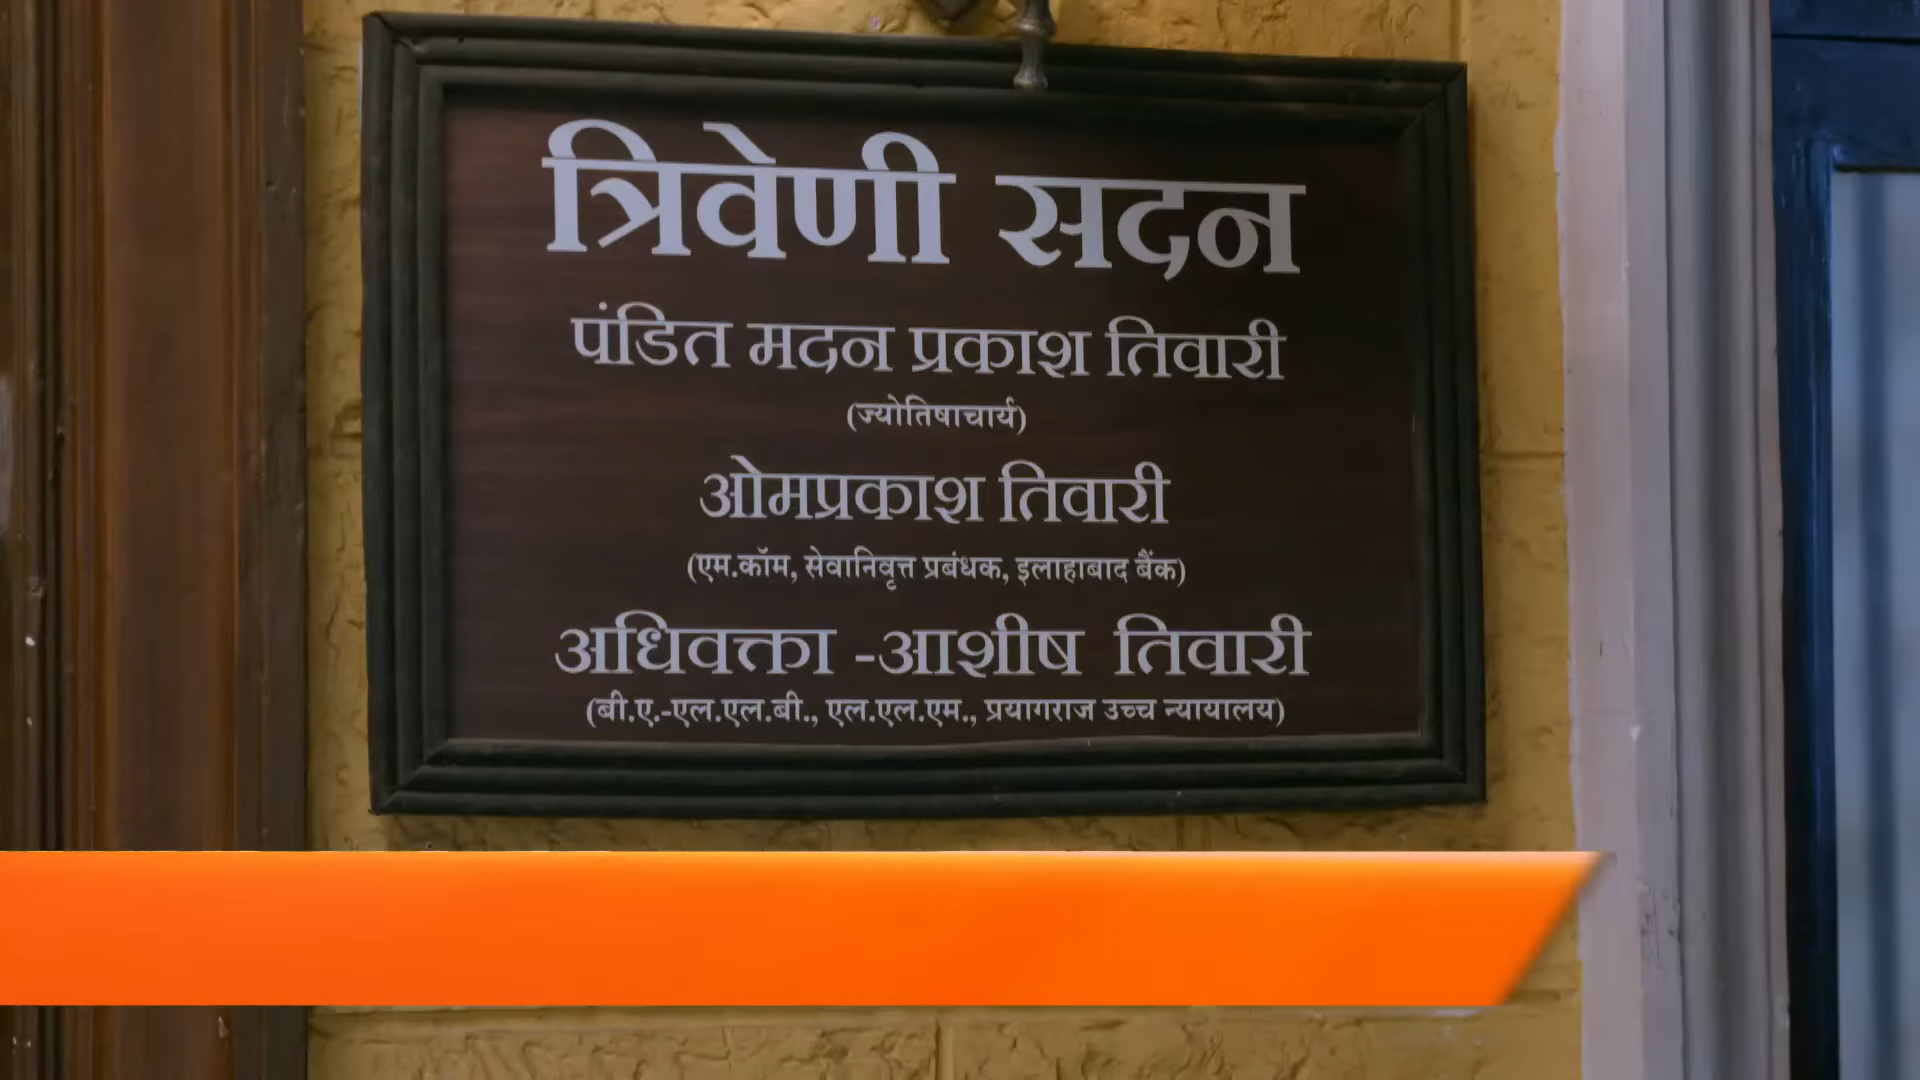 त्रिवेणी सदन
पंडित मदन प्रकाश तिवारी
(ज्योतिषाचार्य)
ओमप्रकाश तिवारी
(एम.कॉम, सेवानिवृत्त प्रबंधक, इलाहाबाद बैंक)
अधिवक्ता -आशीष तिवारी
(बी.ए.-एल.एल.बी., एल.एल.एम., प्रयागराज उच्च न्यायालय)